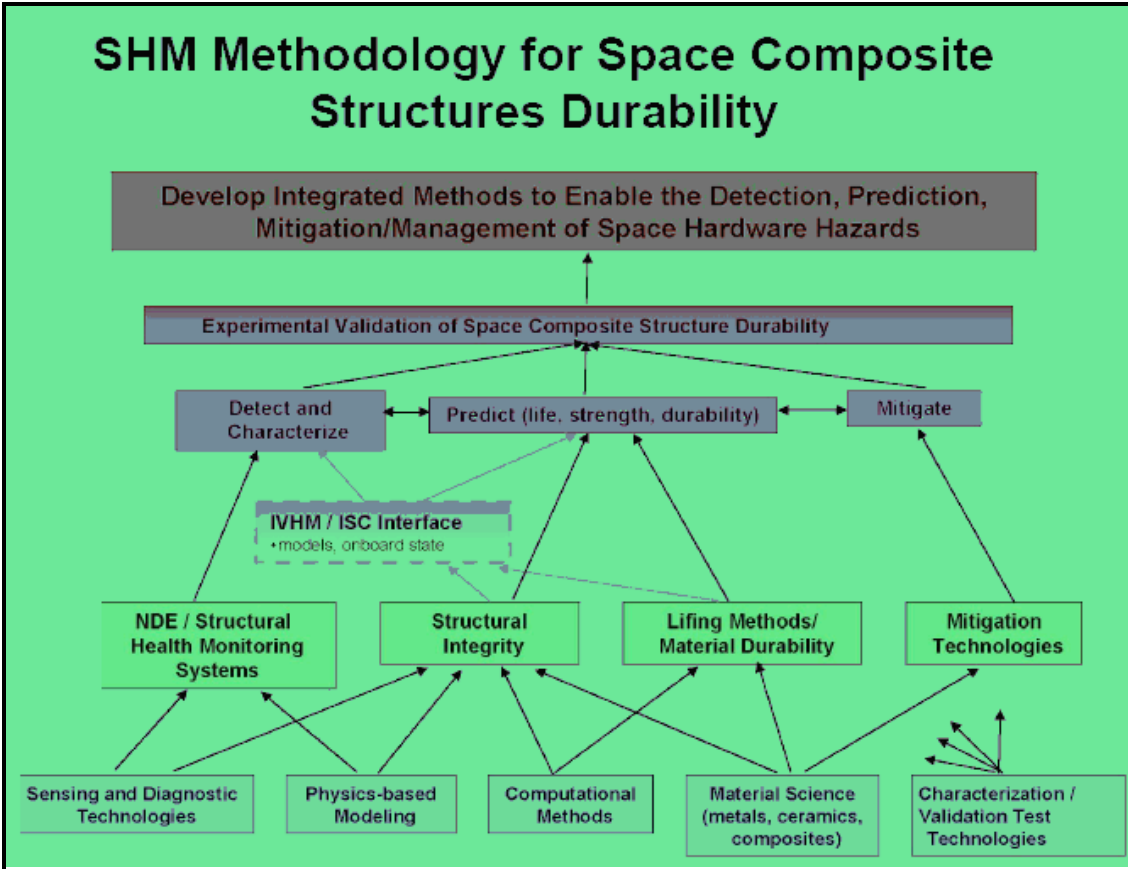 SHM Methodology for Space Composite
Structures Durability
Develop Integrated Methods to Enable the Detection, Prediction,
Mitigation/Management of Space Hardware Hazards
Experimental Validation of Space Composite Structure Durability
Detect and
Characterize
Predict (life, strength, durability)
Mitigate
IVHM / ISC Interface
•models, onboard state
NDE / Structural
Health Monitoring
Systems
Structural
Integrity
Lifing Methods/
Material Durability
Mitigation
Technologies
Sensing and Diagnostic
Technologies
Physics-based
Modeling
Computational
Methods
Material Science
(metals, ceramics,
composites)
Characterization /
Validation Test
Technologies